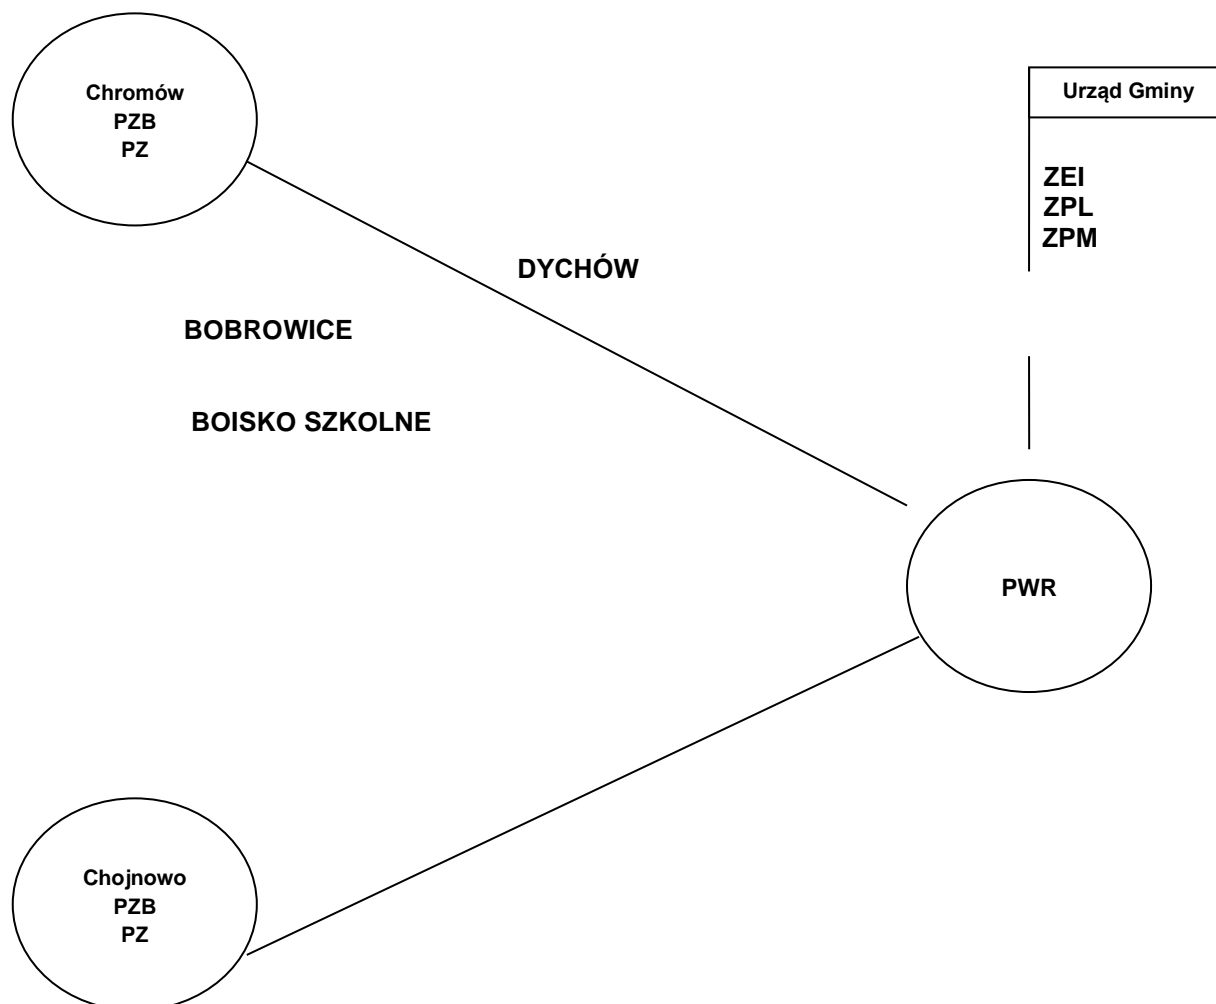 Chromów
PZB
PZ
Urząd Gminy
ZEI
ZPL
ZPM
DYCHÓW
BOBROWICE
BOISKO SZKOLNE
PWR
Chojnowo
PZB
PZ